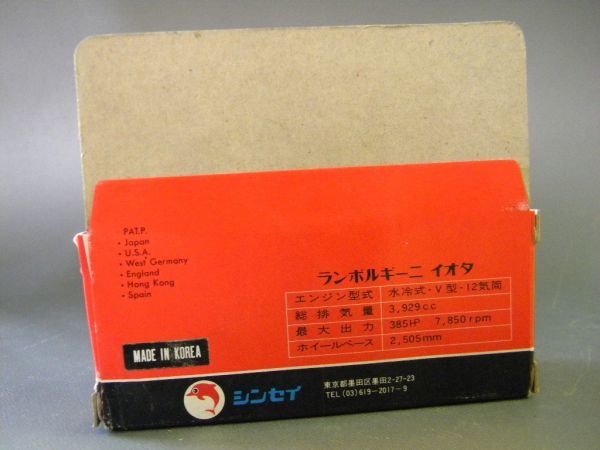 PAT.P.
• Japan
• U.S.A.
• West Germany
• England
• Hong Kong
• Spain
MADE IN KOREA
ランボルギーニ イオタ
エンジン型式 水冷式・V型・12気筒
総排気量 3,929cc
最大出力 385HP 7,850rpm
ホイールベース 2,505mm
シンセイ
東京都墨田区墨田2-27-23
TEL (03)619-2017~9